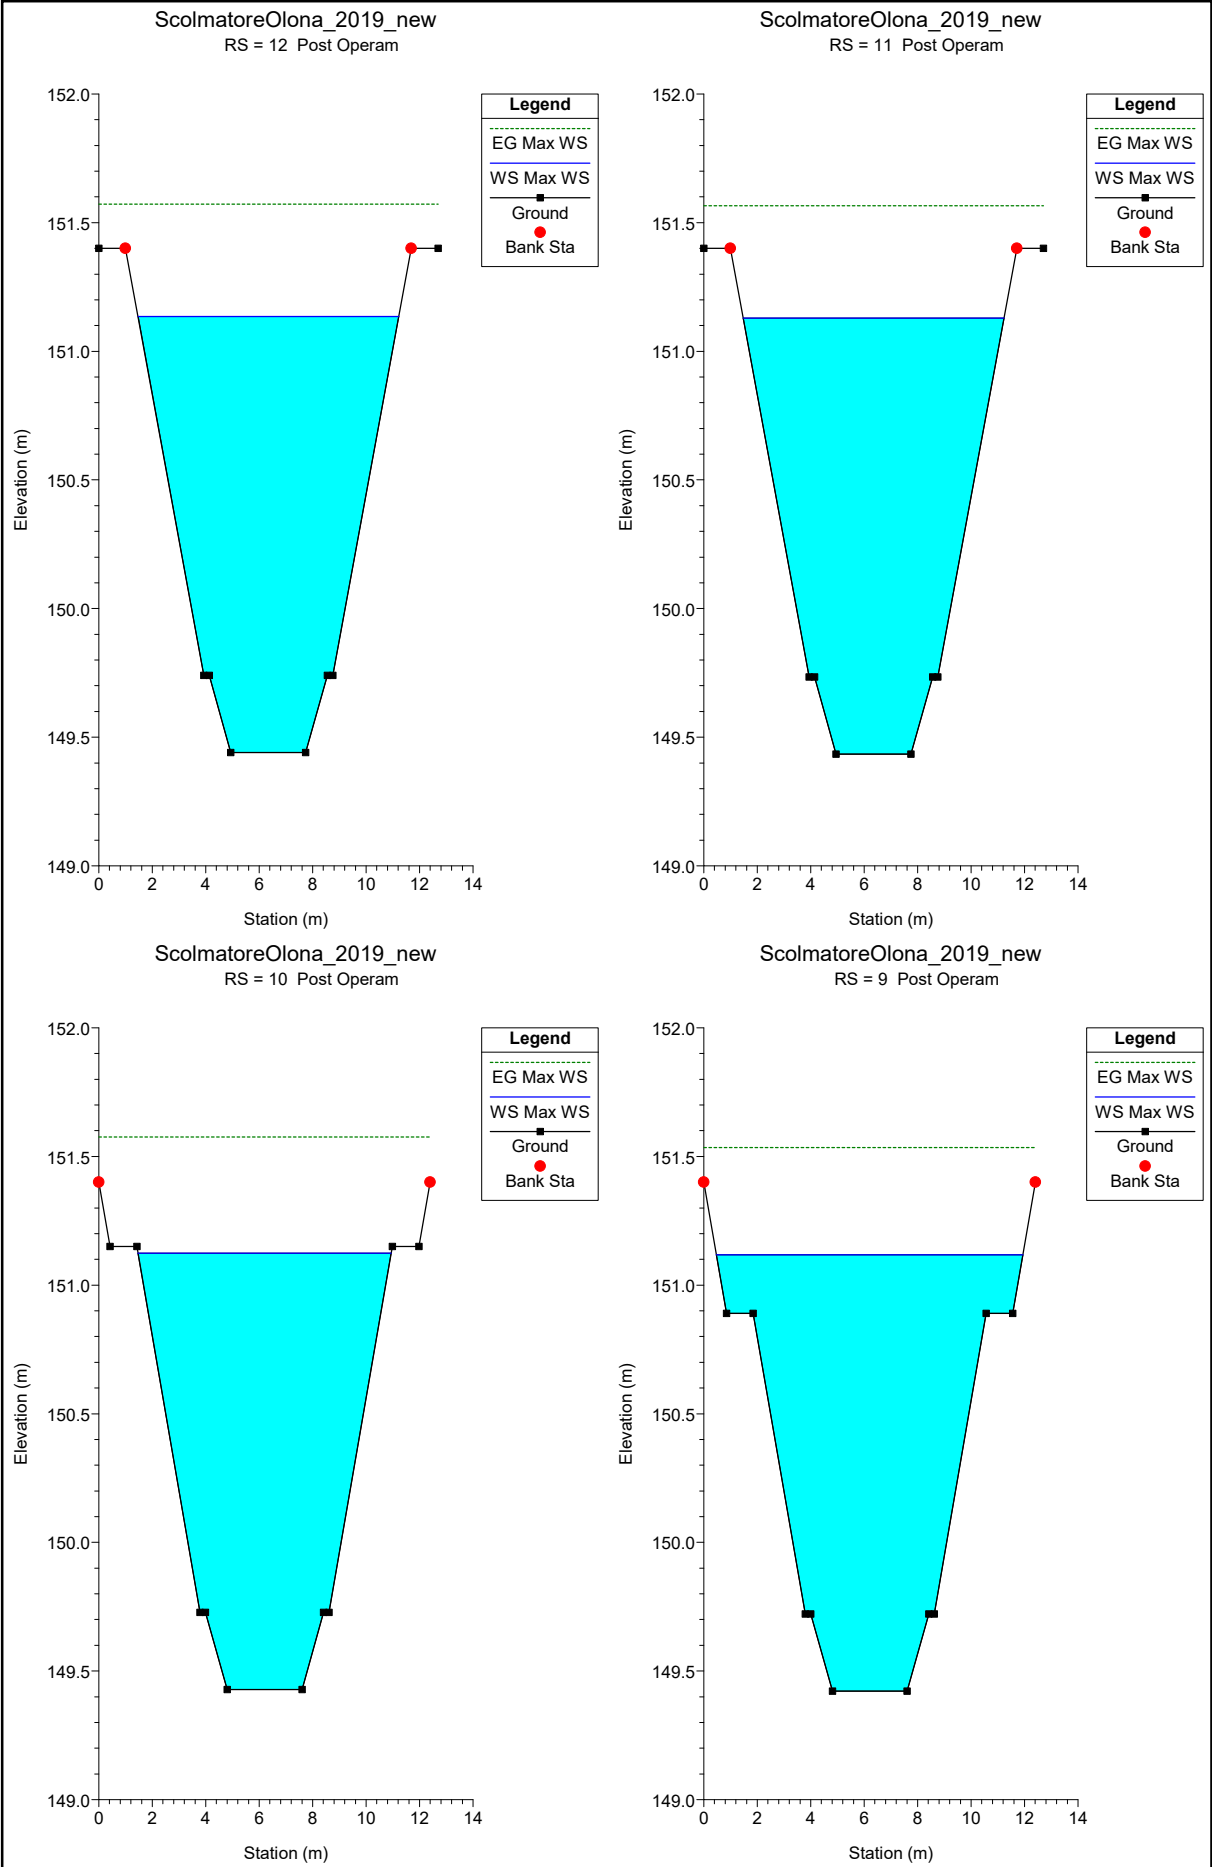 ScolmatoreOlona_2019_new
RS = 12  Post Operam
152.0
151.5
151.0
150.5
150.0
149.5
149.0
Elevation (m)
0 2 4 6 8 10 12 14
Station (m)
Legend
EG Max WS
WS Max WS
Ground
Bank Sta
ScolmatoreOlona_2019_new
RS = 11  Post Operam
152.0
151.5
151.0
150.5
150.0
149.5
149.0
Elevation (m)
0 2 4 6 8 10 12 14
Station (m)
Legend
EG Max WS
WS Max WS
Ground
Bank Sta
ScolmatoreOlona_2019_new
RS = 10  Post Operam
152.0
151.5
151.0
150.5
150.0
149.5
149.0
Elevation (m)
0 2 4 6 8 10 12 14
Station (m)
Legend
EG Max WS
WS Max WS
Ground
Bank Sta
ScolmatoreOlona_2019_new
RS = 9  Post Operam
152.0
151.5
151.0
150.5
150.0
149.5
149.0
Elevation (m)
0 2 4 6 8 10 12 14
Station (m)
Legend
EG Max WS
WS Max WS
Ground
Bank Sta